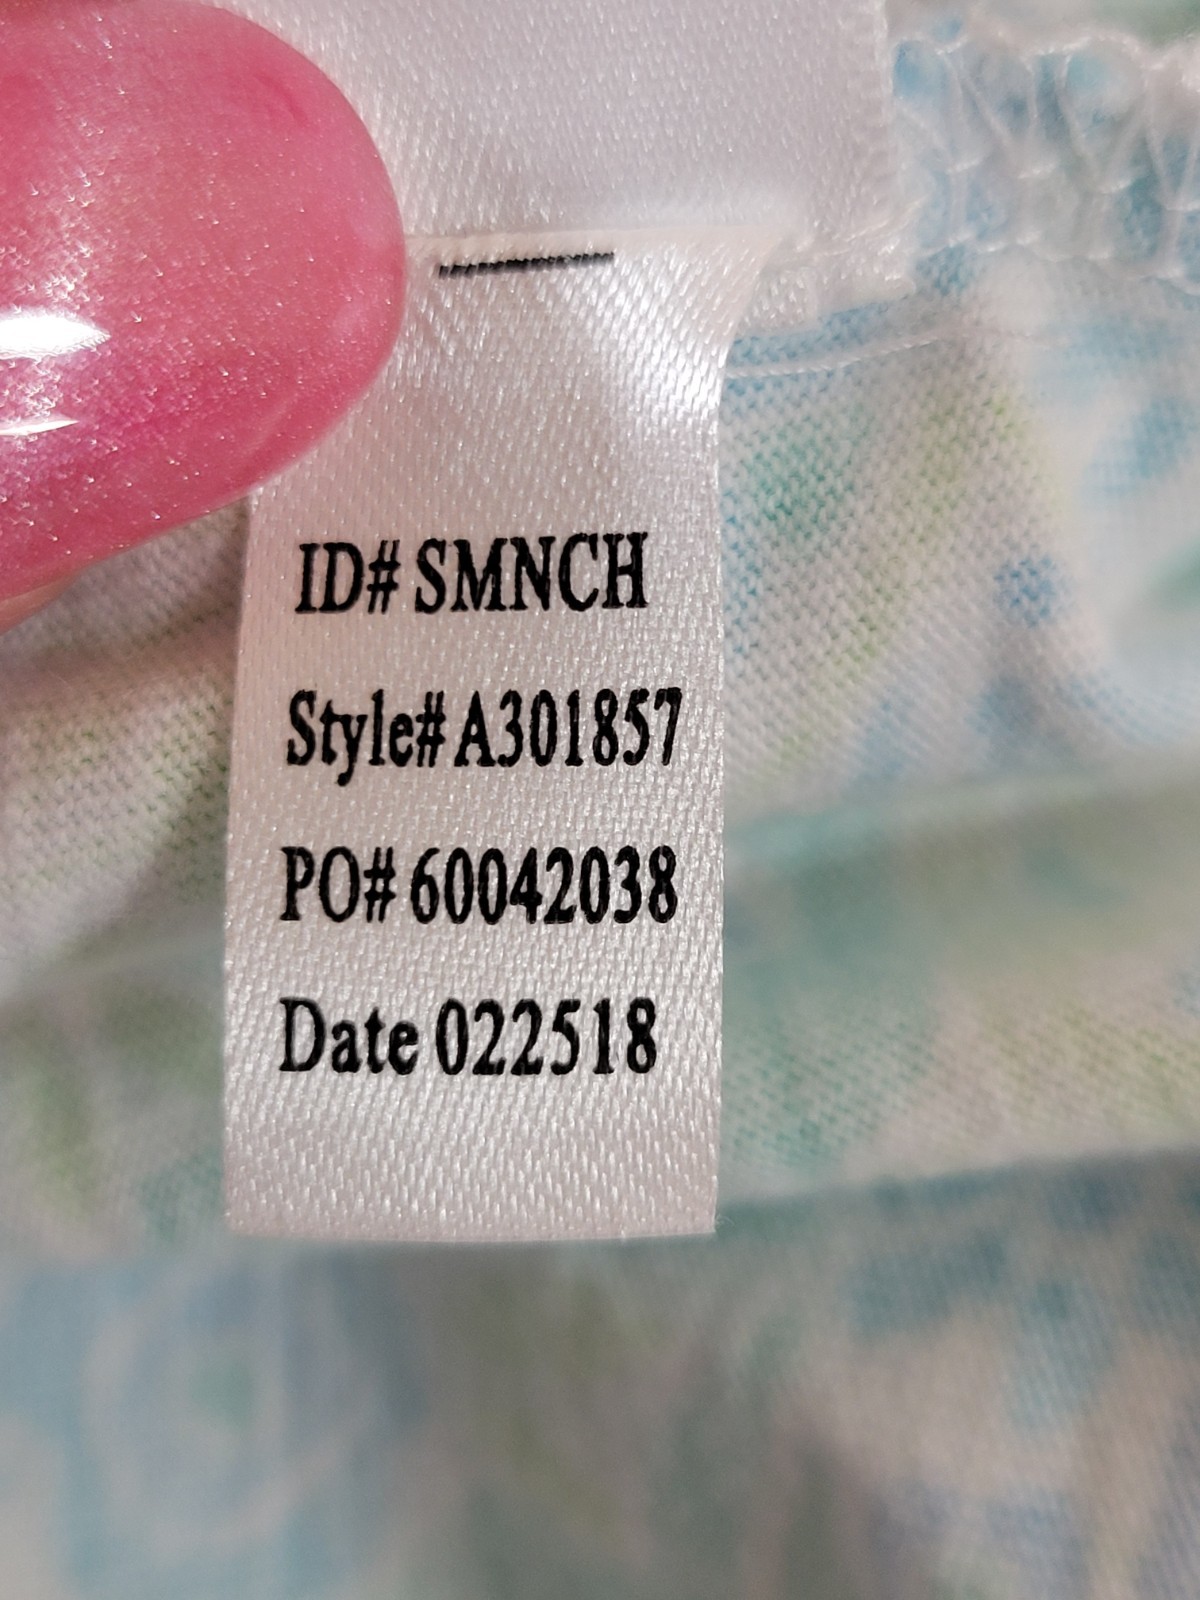 ID# SMNCH
Style# A301857
PO# 60042038
Date 022518